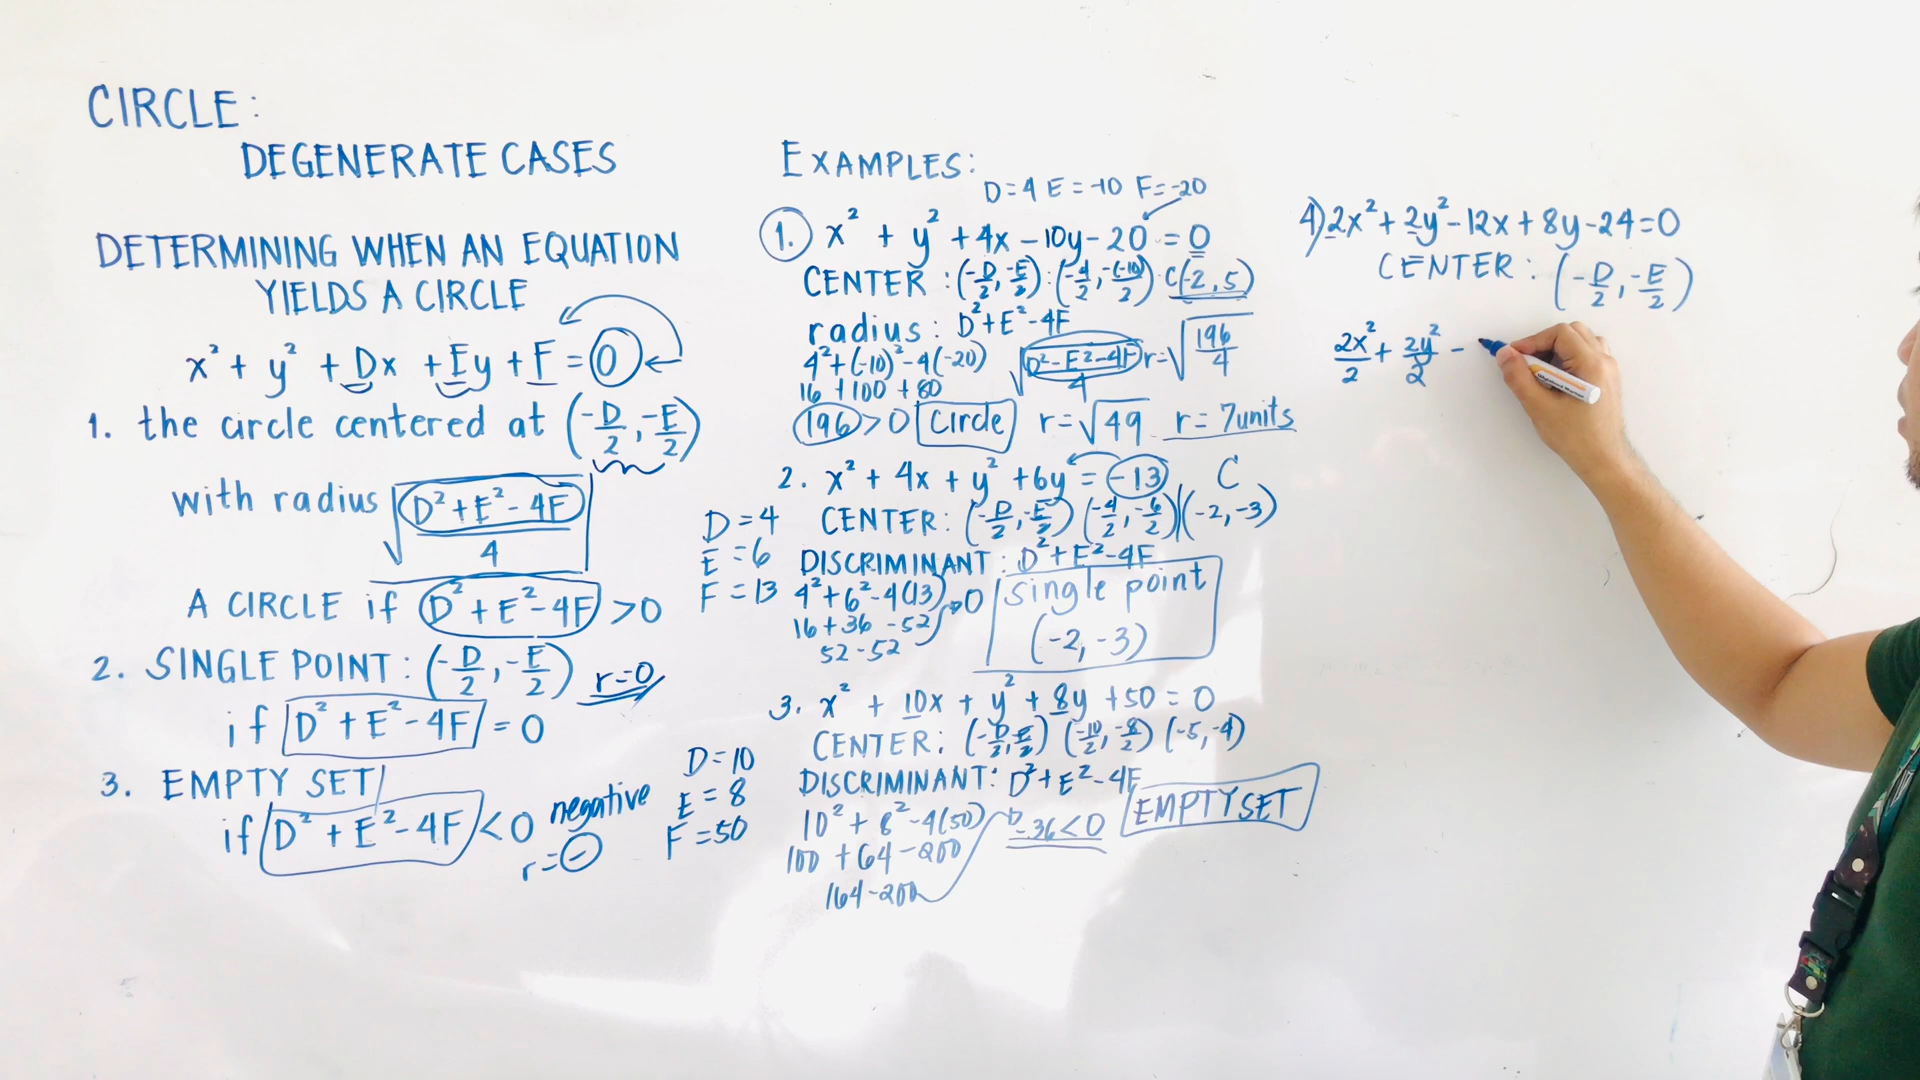 CIRCLE:
DEGENERATE CASES
DETERMINING WHEN AN EQUATION
YIELDS A CIRCLE
x² + y² + Dx + Ey + F = 0
1. the circle centered at (-D/2, -E/2)
with radius √((D² + E² - 4F)/4)
A CIRCLE if D² + E² - 4F > 0
2. SINGLE POINT: (-D/2, -E/2) r=0
if D² + E² - 4F = 0
3. EMPTY SET
if D² + E² - 4F < 0 negative
r = -
EXAMPLES:
D=4 E=-10 F=-20
1. x² + y² + 4x - 10y - 20 = 0
CENTER : (-D/2, -E/2) : (-4/2, -(-10)/2) C(-2, 5)
radius : D² + E² - 4F
4² + (-10)² - 4(-20) √((D² - E² - 4F)/4) r = √(196/4)
16 + 100 + 80
196 > 0 Circle r = √49 r = 7units
2. x² + 4x + y² + 6y = -13 C
D = 4 CENTER: (-D/2, -E/2) (-4/2, -6/2) (-2, -3)
E = 6 DISCRIMINANT: D² + E² - 4F
F = 13 4² + 6² - 4(13) 0 single point
16 + 36 - 52 (-2, -3)
52 - 52
3. x² + 10x + y² + 8y + 50 = 0
CENTER: (-D/2, E/2) (-10/2, -8/2) (-5, -4)
D = 10 DISCRIMINANT: D² + E² - 4F
E = 8 10² + 8² - 4(50) -36 < 0 EMPTY SET
F = 50 100 + 64 - 200
164 - 200
4) 2x² + 2y² - 12x + 8y - 24 = 0
CENTER : (-D/2, -E/2)
2x²/2 + 2y²/2 -